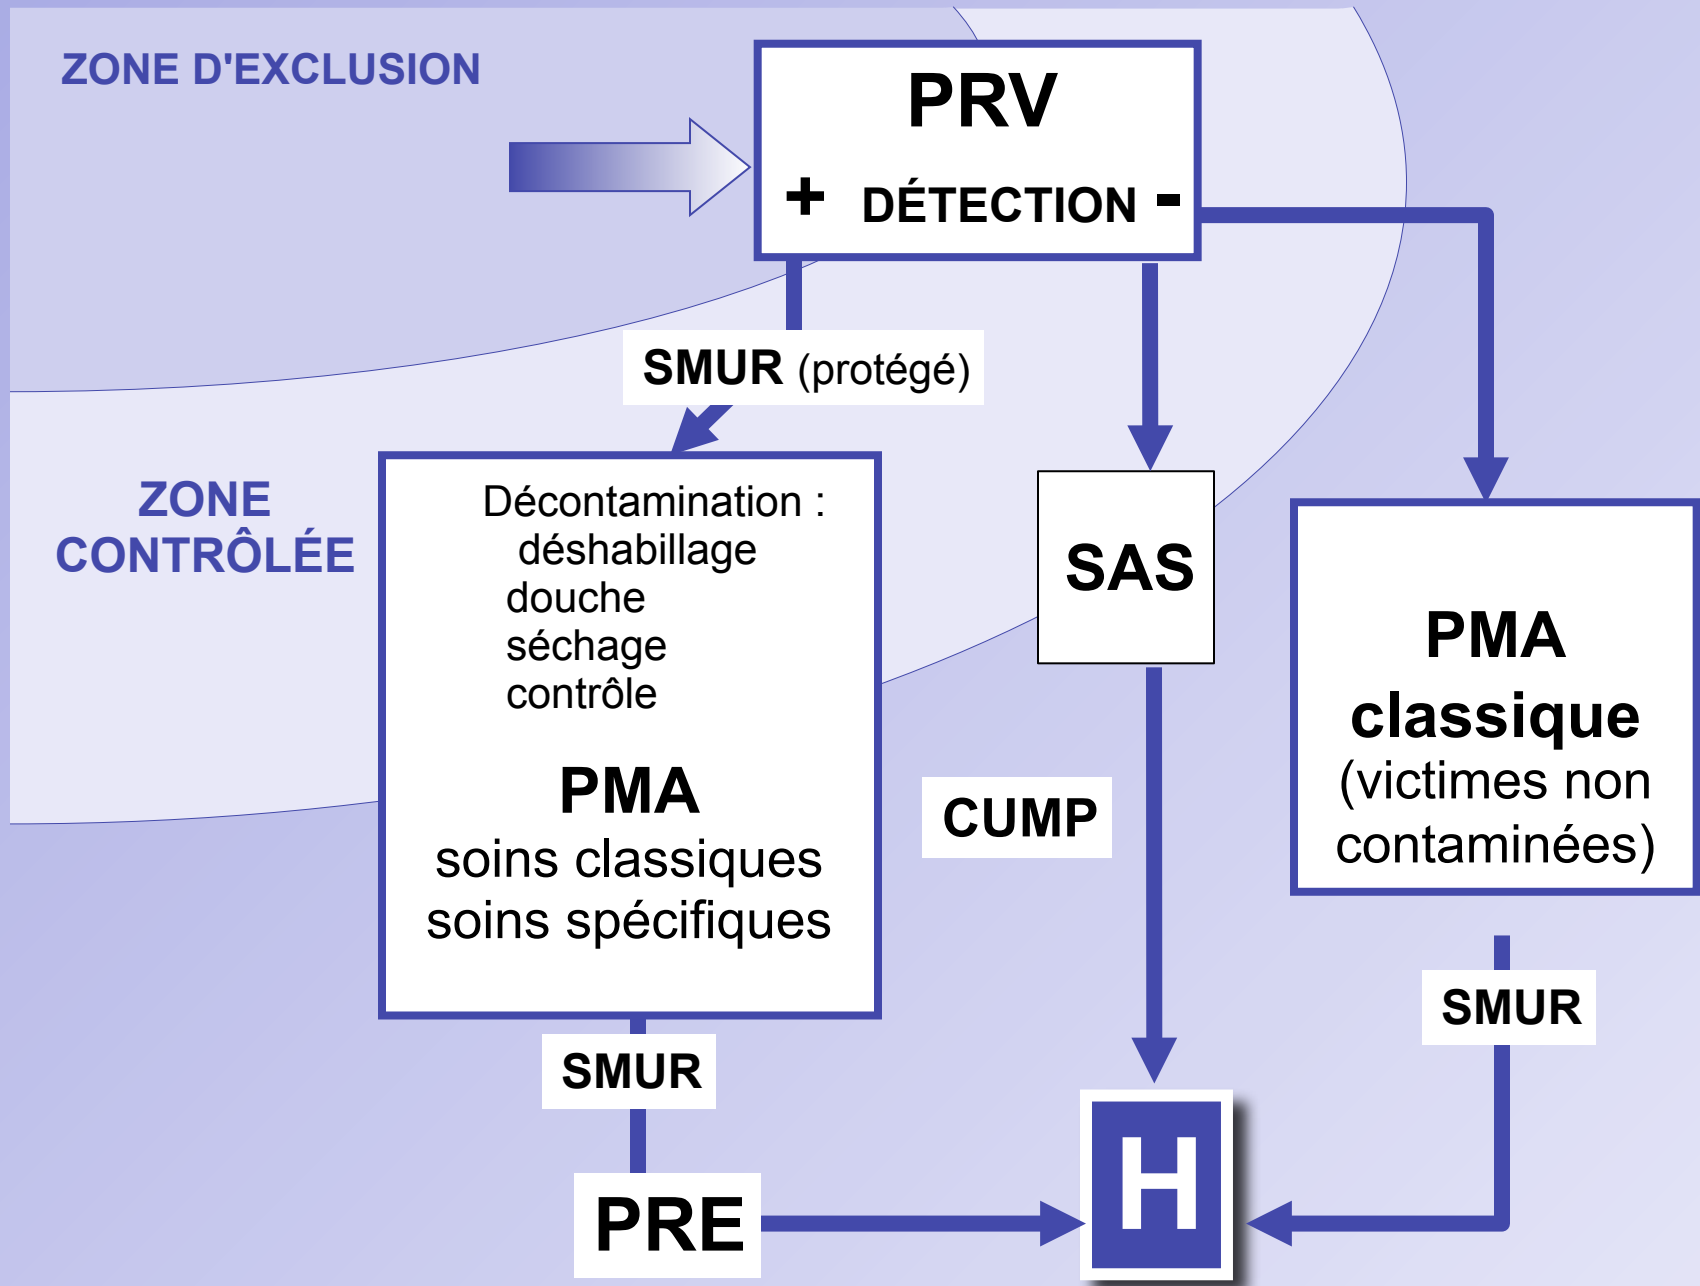 ZONE D'EXCLUSION
PRV
+ DÉTECTION -
SMUR (protégé)
ZONE
CONTRÔLÉE
Décontamination :
déshabillage
douche
séchage
contrôle
PMA
soins classiques
soins spécifiques
SAS
PMA
classique
(victimes non
contaminées)
CUMP
SMUR
SMUR
PRE
H